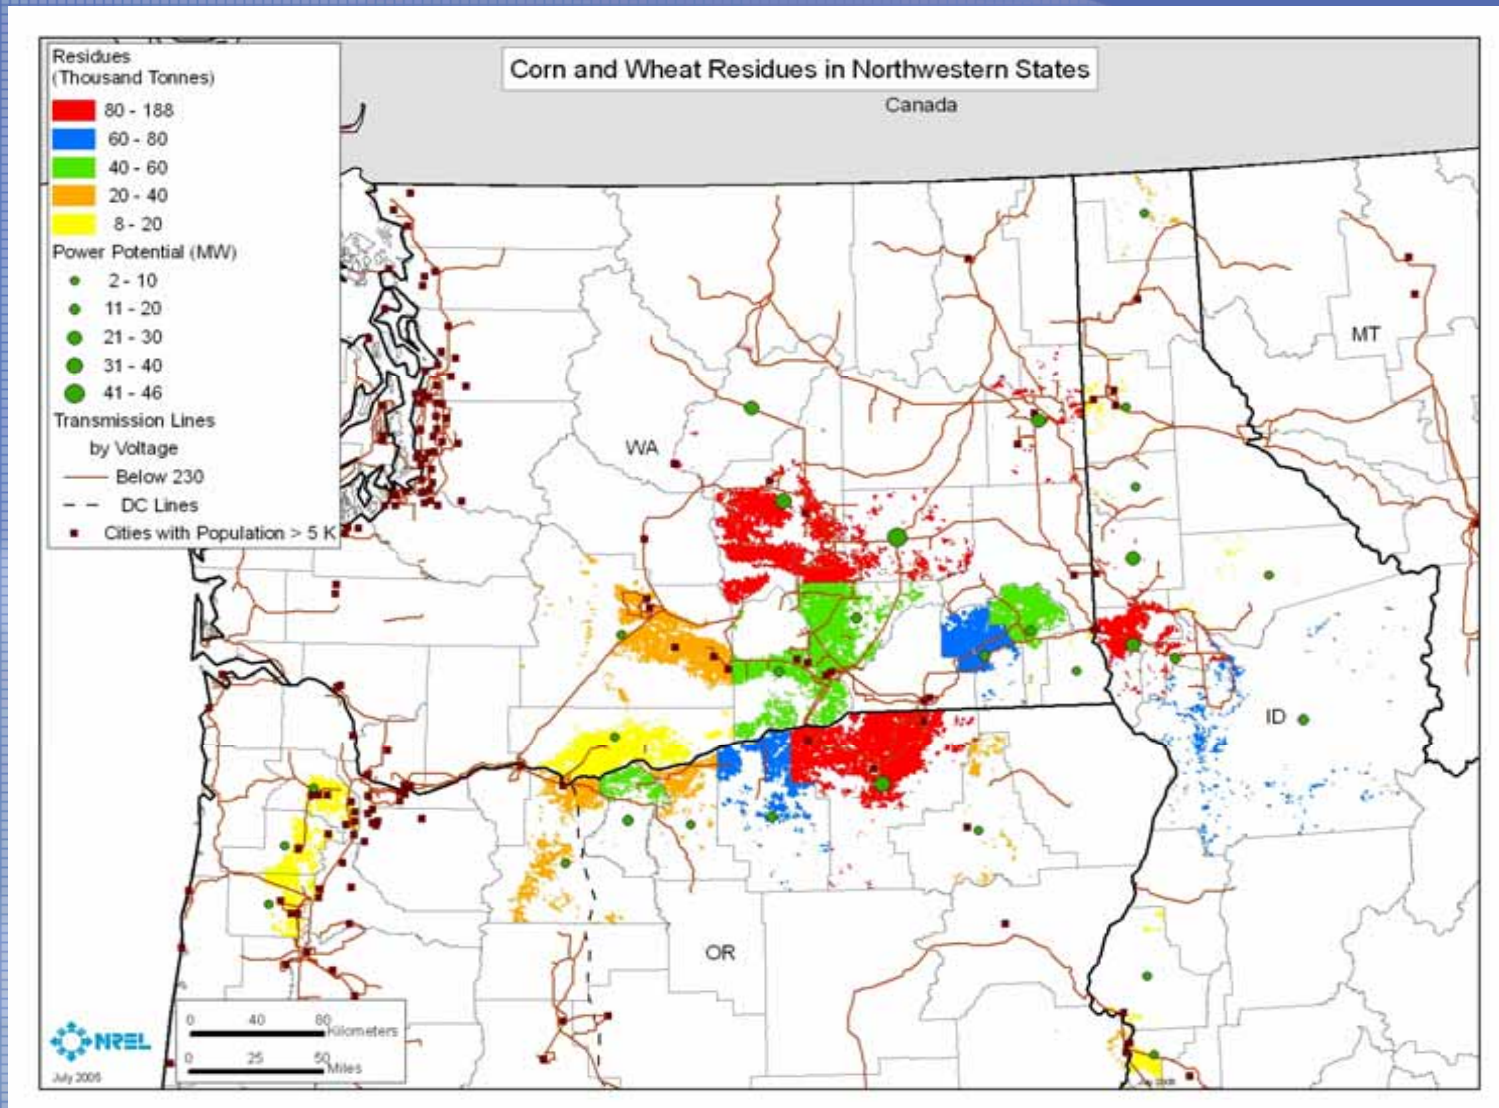 Corn and Wheat Residues in Northwestern States
Canada
Residues
(Thousand Tonnes)
80 - 188
60 - 80
40 - 60
20 - 40
8 - 20
Power Potential (MW)
2 - 10
11 - 20
21 - 30
31 - 40
41 - 46
Transmission Lines
by Voltage
Below 230
DC Lines
Cities with Population > 5 K
MT
WA
ID
OR
0 40 80
Kilometers
0 25 50
Miles
NREL
July 2005